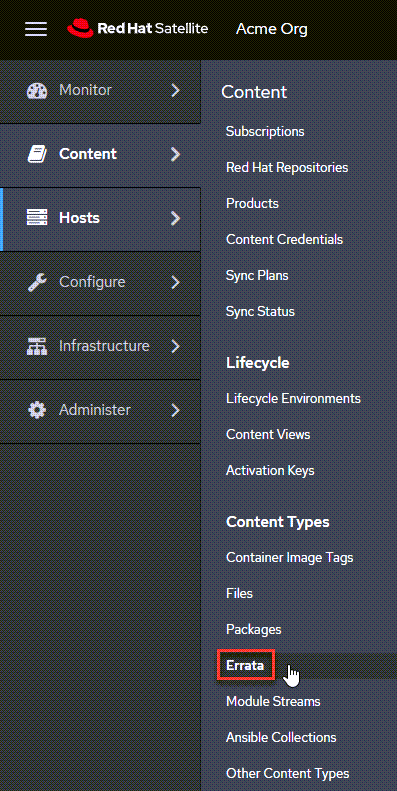 Red Hat Satellite Acme Org
Monitor
Content
Hosts
Configure
Infrastructure
Administer
Content
Subscriptions
Red Hat Repositories
Products
Content Credentials
Sync Plans
Sync Status
Lifecycle
Lifecycle Environments
Content Views
Activation Keys
Content Types
Container Image Tags
Files
Packages
Errata
Module Streams
Ansible Collections
Other Content Types